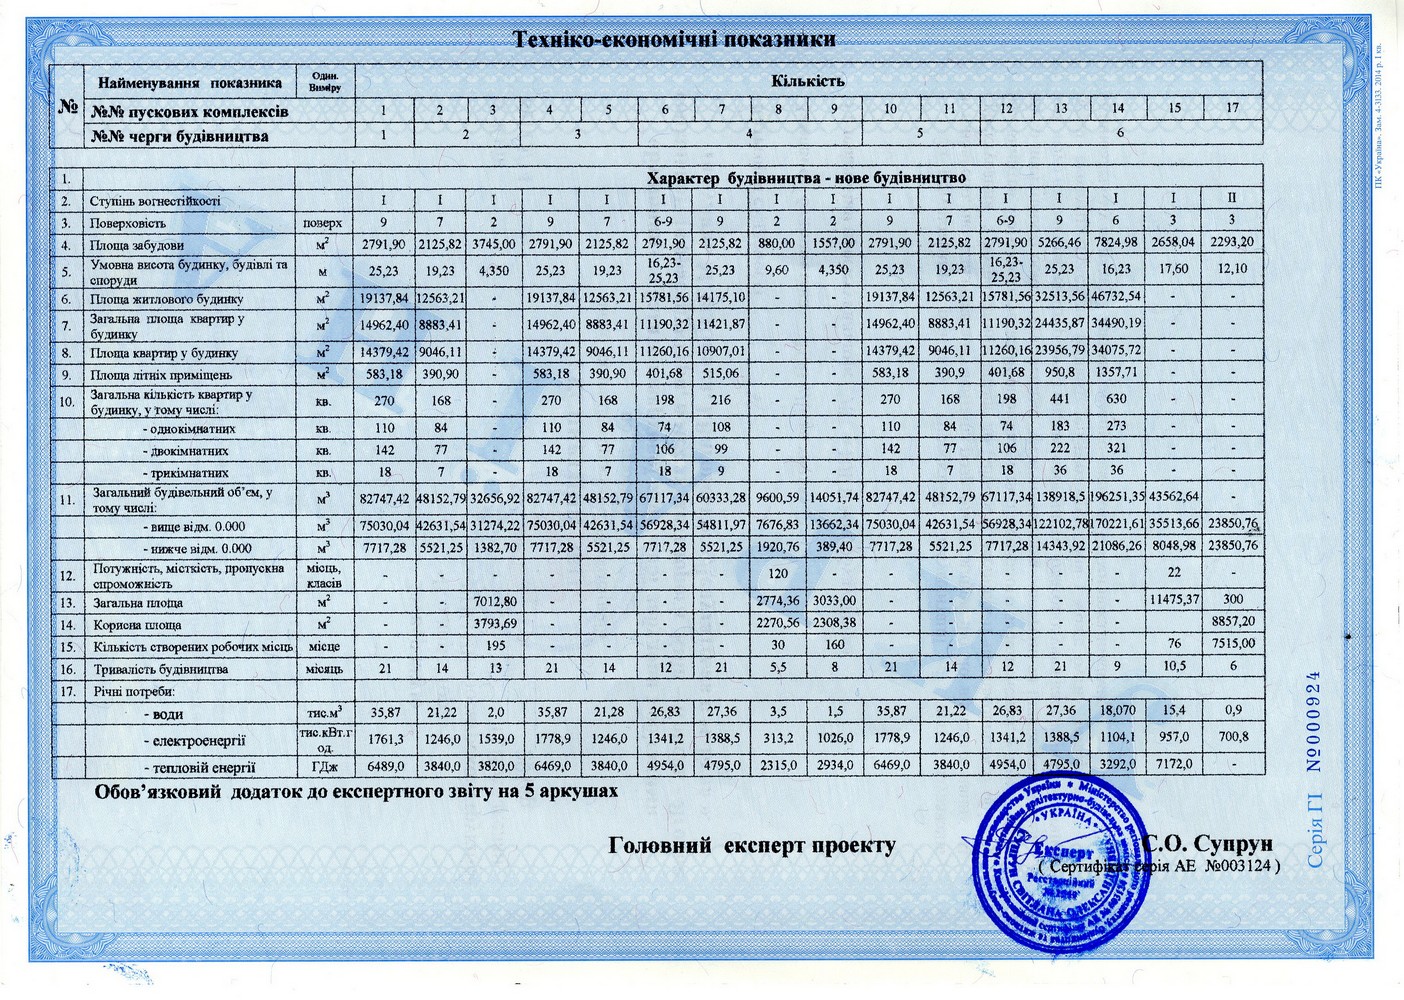 Техніко-економічні показники
№ Найменування показника Один. Виміру Кількість
№№ пускових комплексів 1 2 3 4 5 6 7 8 9 10 11 12 13 14 15 17
№№ черги будівництва 1 2 3 4 5 6
1. Характер будівництва - нове будівництво
2. Ступінь вогнестійкості I I I I I I I I I I I I I I I II
3. Поверховість поверх 9 7 2 9 7 6-9 9 2 2 9 7 6-9 9 6 3 3
4. Площа забудови м² 2791,90 2125,82 3745,00 2791,90 2125,82 2791,90 2125,82 880,00 1557,00 2791,90 2125,82 2791,90 5266,46 7824,98 2658,04 2293,20
5. Умовна висота будинку, будівлі та споруди м 25,23 19,23 4,350 25,23 19,23 16,23-25,23 25,23 9,60 4,350 25,23 19,23 16,23-25,23 25,23 16,23 17,60 12,10
6. Площа житлового будинку м² 19137,84 12563,21 - 19137,84 12563,21 15781,56 14175,10 - - 19137,84 12563,21 15781,56 32513,56 46732,54 - -
7. Загальна площа квартир у будинку м² 14962,40 8883,41 - 14962,40 8883,41 11190,32 11421,87 - - 14962,40 8883,41 11190,32 24435,87 34490,19 - -
8. Площа квартир у будинку м² 14379,42 9046,11 - 14379,42 9046,11 11260,16 10907,01 - - 14379,42 9046,11 11260,16 23956,79 34075,72 - -
9. Площа літніх приміщень м² 583,18 390,90 - 583,18 390,90 401,68 515,06 - - 583,18 390,9 401,68 950,8 1357,71 - -
10. Загальна кількість квартир у будинку, у тому числі: кв. 270 168 - 270 168 198 216 - - 270 168 198 441 630 - -
- однокімнатних кв. 110 84 - 110 84 74 108 - - 110 84 74 183 273 - -
- двокімнатних кв. 142 77 - 142 77 106 99 - - 142 77 106 222 321 - -
- трикімнатних кв. 18 7 - 18 7 18 9 - - 18 7 18 36 36 - -
11. Загальний будівельний об’єм, у тому числі: м³ 82747,42 48152,79 32656,92 82747,42 48152,79 67117,34 60333,28 9600,59 14051,74 82747,42 48152,79 67117,34 138918,5 196251,35 43562,64 -
- вище відм. 0.000 м³ 75030,04 42631,54 31274,22 75030,04 42631,54 56928,34 54811,97 7676,83 13662,34 75030,04 42631,54 56928,34 122102,78 170221,61 35513,66 23850,76
- нижче відм. 0.000 м³ 7717,28 5521,25 1382,70 7717,28 5521,25 7717,28 5521,25 1920,76 389,40 7717,28 5521,25 7717,28 14343,92 21086,26 8048,98 23850,76
12. Потужність, місткість, пропускна спроможність місць, класів - - - - - - - 120 - - - - - - 22 -
13. Загальна площа м² - - 7012,80 - - - - 2774,36 3033,00 - - - - - 11475,37 300
14. Корисна площа м² - - 3793,69 - - - - 2270,56 2308,38 - - - - - 8857,20
15. Кількість створених робочих місць місце - - 195 - - - - 30 160 - - - - - 76 7515,00
16. Тривалість будівництва місяць 21 14 13 21 14 12 21 5,5 8 21 14 12 21 9 10,5 6
17. Річні потреби:
- води тис.м³ 35,87 21,22 2,0 35,87 21,28 26,83 27,36 3,5 1,5 35,87 21,22 26,83 27,36 18,070 15,4 0,9
- електроенергії тис.кВт.год. 1761,3 1246,0 1539,0 1778,9 1246,0 1341,2 1388,5 313,2 1026,0 1778,9 1246,0 1341,2 1388,5 1104,1 957,0 700,8
- тепловій енергії ГДж 6489,0 3840,0 3820,0 6469,0 3840,0 4954,0 4795,0 2315,0 2934,0 6469,0 3840,0 4954,0 4795,0 3292,0 7172,0 -
Обов’язковий додаток до експертного звіту на 5 аркушах
Головний експерт проекту С.О. Супрун
( Сертифікат серія АЕ №003124 )
УКРАЇНА
Експерт
Серія ГІ №000924
ПК «Україна». Зам. 4-3133. 2014 р. I кв.
УКРАЇНА